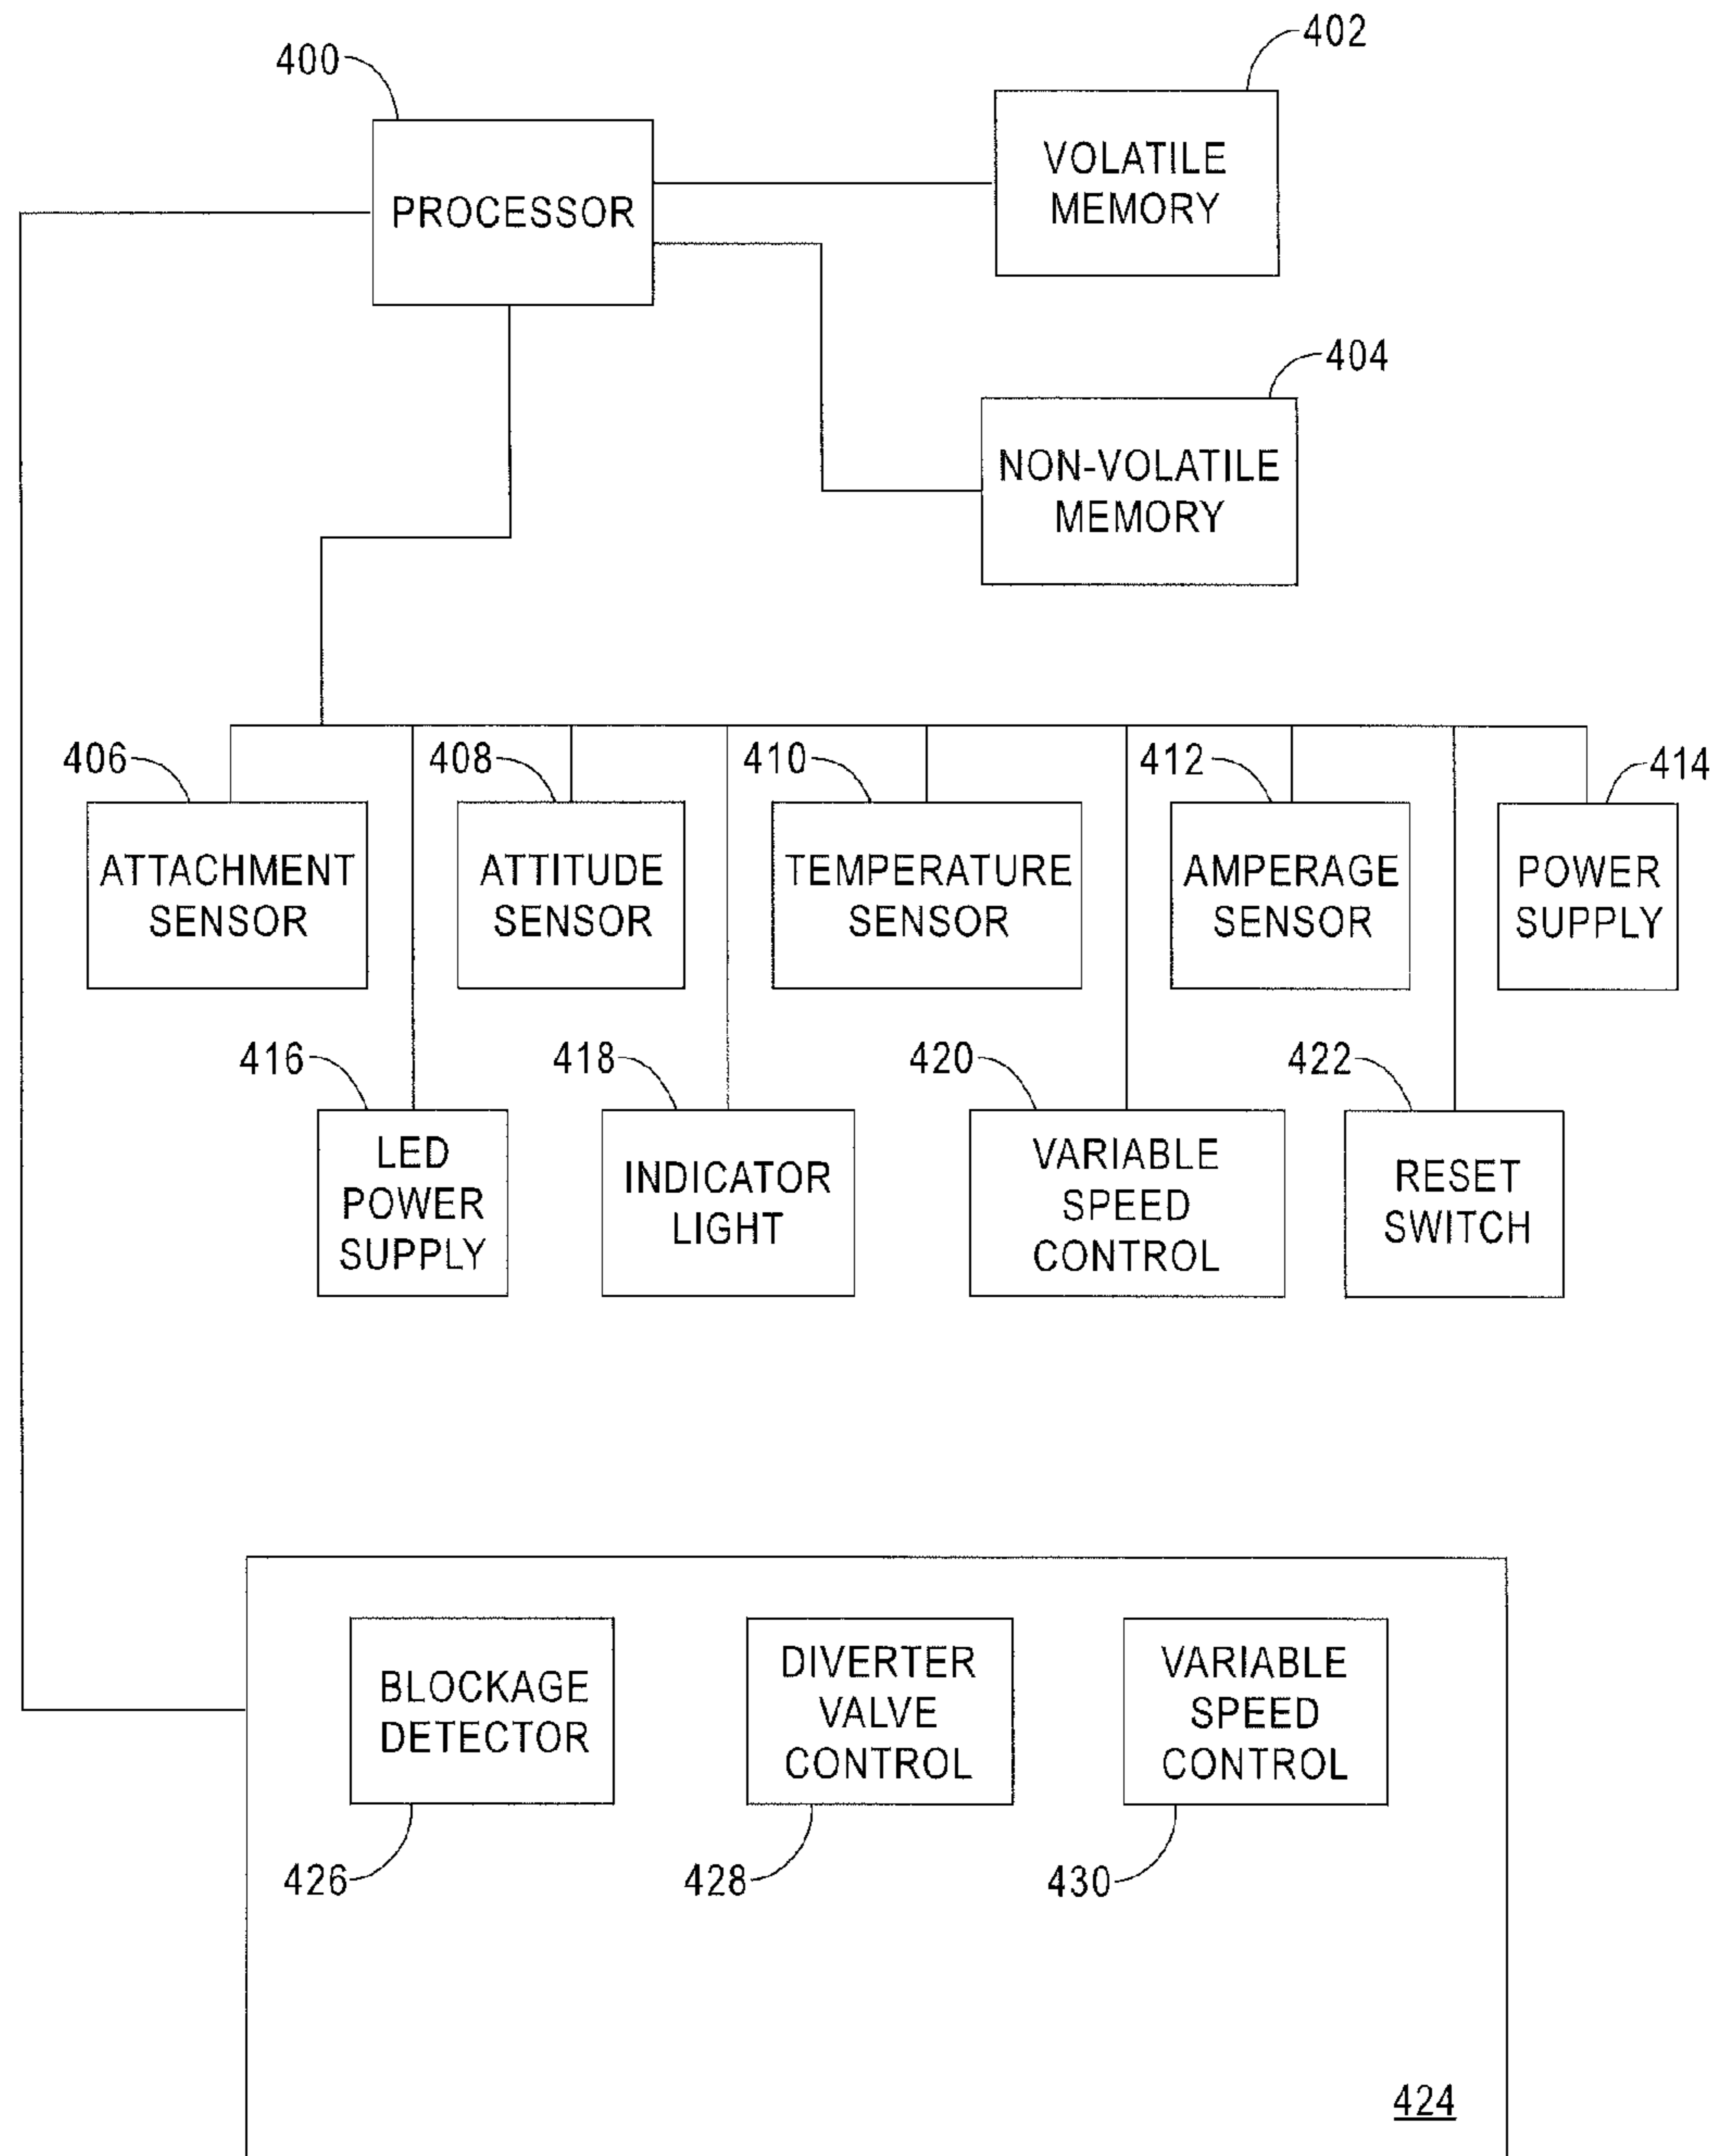 400
402
PROCESSOR
VOLATILE
MEMORY
404
NON-VOLATILE
MEMORY
406
408
410
412
414
ATTACHMENT
SENSOR
ATTITUDE
SENSOR
TEMPERATURE
SENSOR
AMPERAGE
SENSOR
POWER
SUPPLY
416
418
420
422
LED
POWER
SUPPLY
INDICATOR
LIGHT
VARIABLE
SPEED
CONTROL
RESET
SWITCH
BLOCKAGE
DETECTOR
DIVERTER
VALVE
CONTROL
VARIABLE
SPEED
CONTROL
426
428
430
424